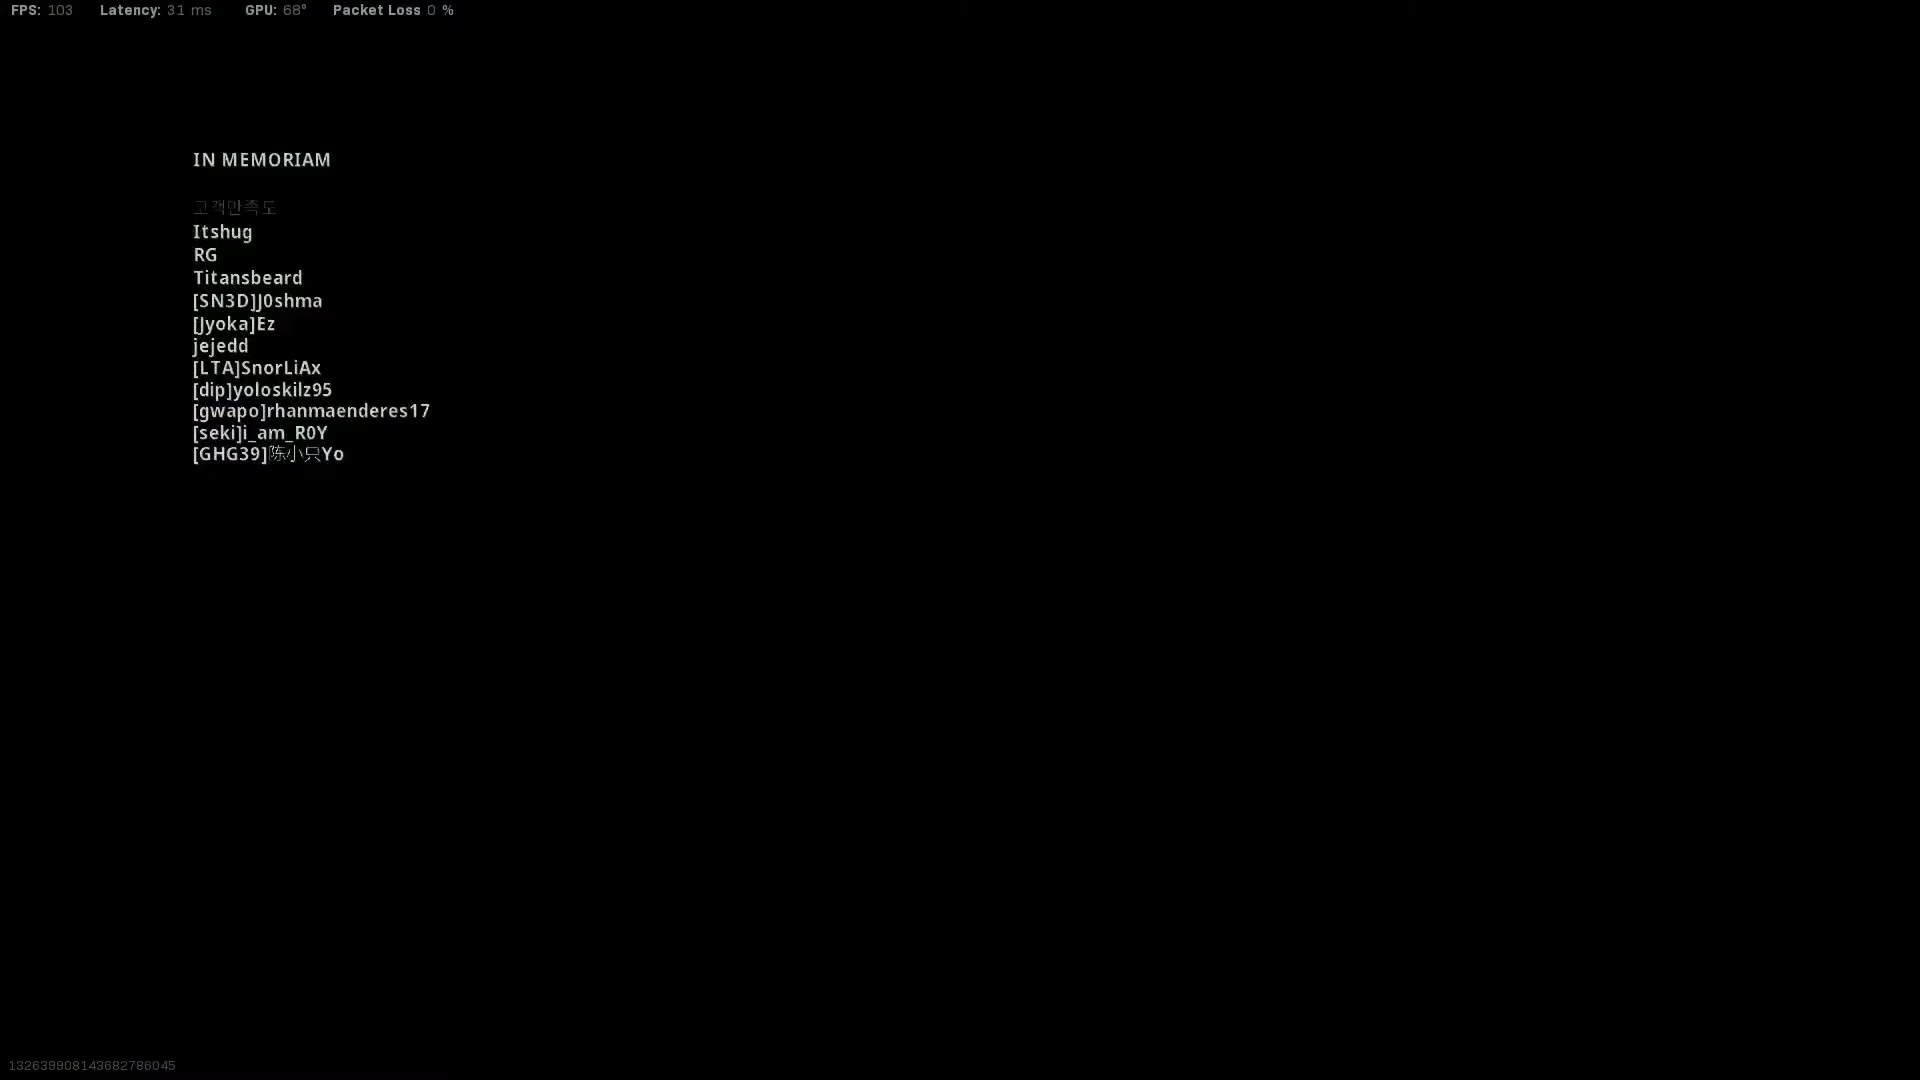 FPS: 103 Latency: 31 ms GPU: 68° Packet Loss 0 %
IN MEMORIAM
고객만족도
Itshug
RG
Titansbeard
[SN3D]J0shma
[Jyoka]Ez
jejedd
[LTA]SnorLiAx
[dip]yoloskilz95
[gwapo]rhanmaenderes17
[seki]i_am_R0Y
[GHG39]陈小只Yo
132639908143682786045